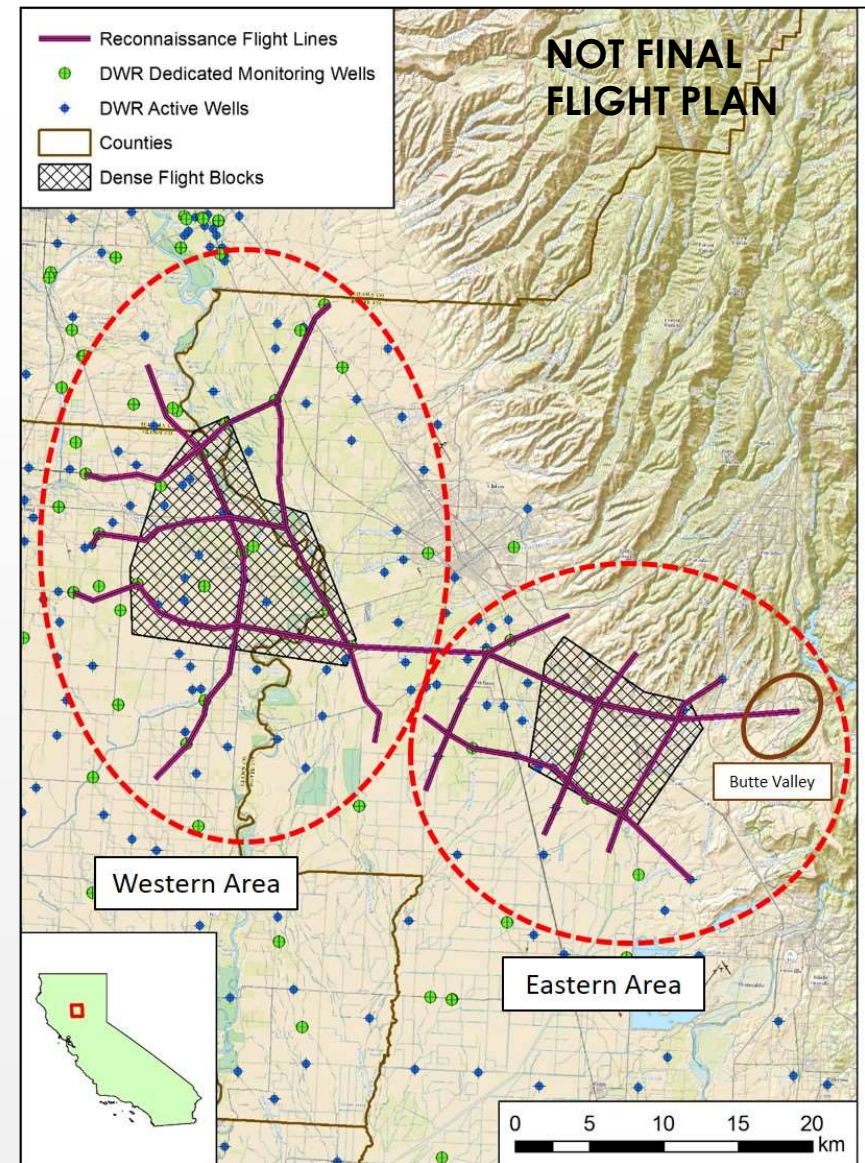 Reconnaissance Flight Lines
DWR Dedicated Monitoring Wells
DWR Active Wells
Counties
Dense Flight Blocks
NOT FINAL
FLIGHT PLAN
Butte Valley
Western Area
Eastern Area
0 5 10 15 20
km